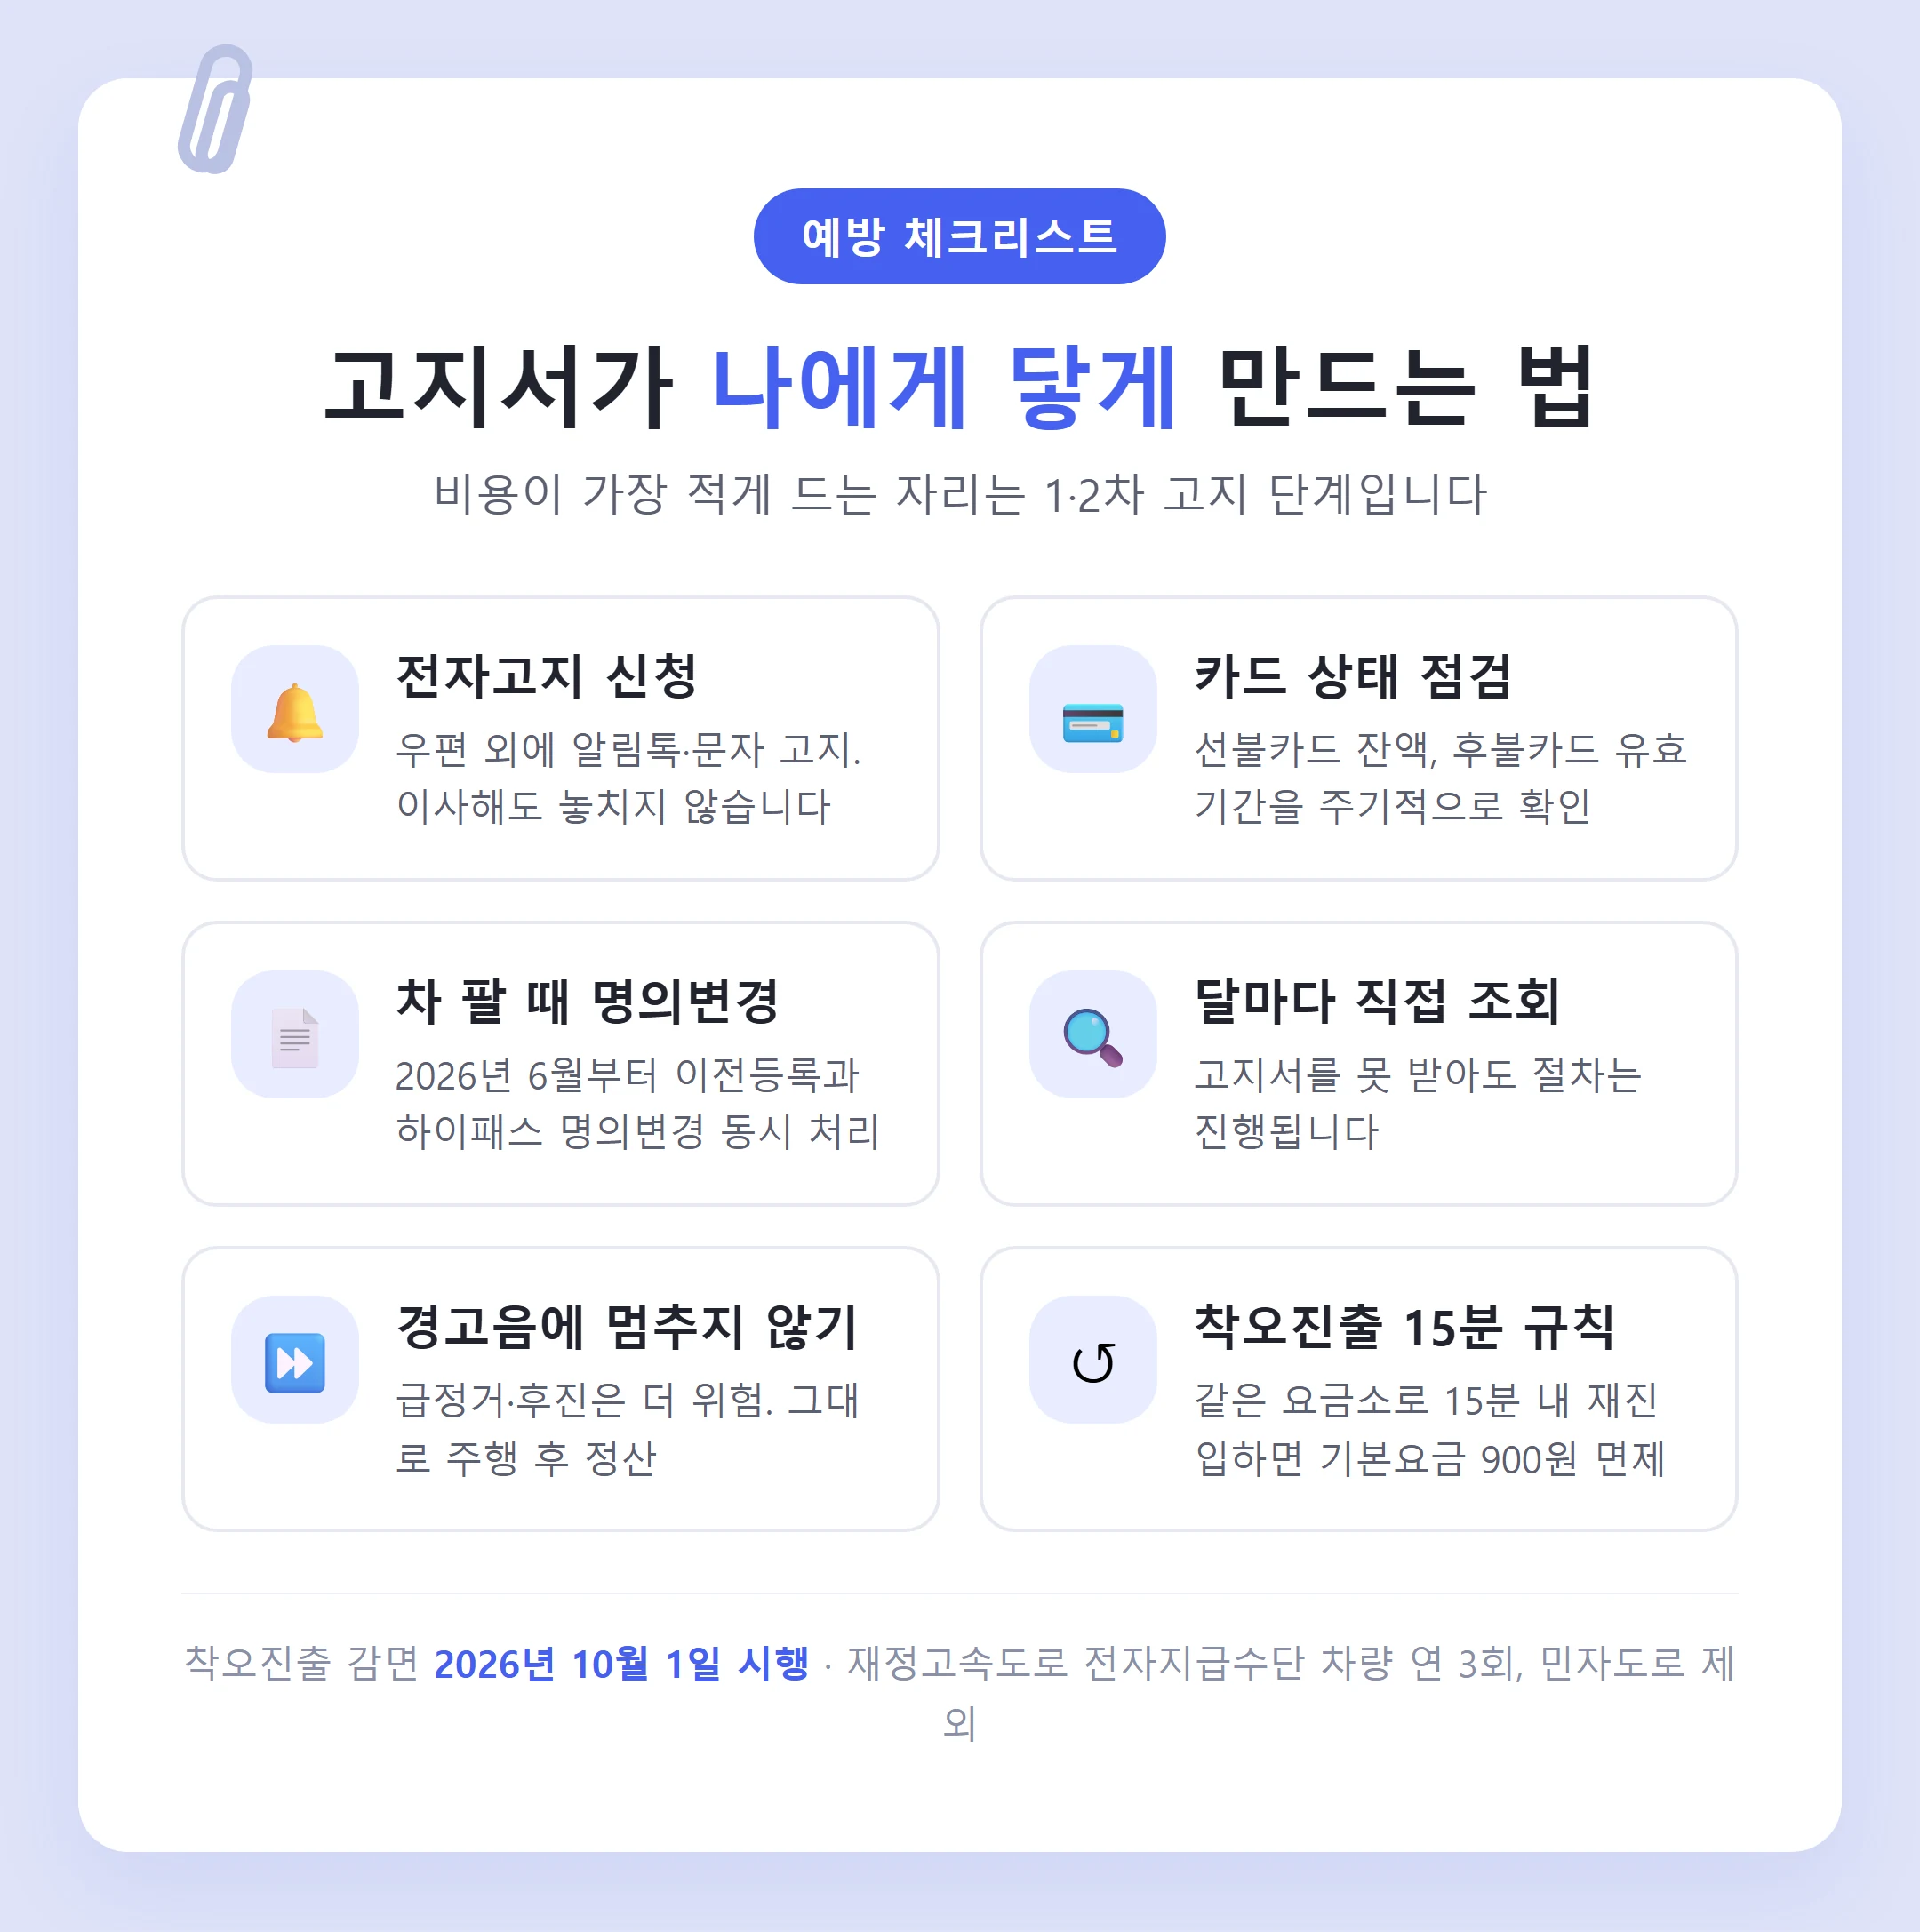 예방 체크리스트
고지서가 나에게 닿게 만드는 법
비용이 가장 적게 드는 자리는 1·2차 고지 단계입니다
전자고지 신청
우편 외에 알림톡·문자 고지.
이사해도 놓치지 않습니다
카드 상태 점검
선불카드 잔액, 후불카드 유효
기간을 주기적으로 확인
차 팔 때 명의변경
2026년 6월부터 이전등록과
하이패스 명의변경 동시 처리
달마다 직접 조회
고지서를 못 받아도 절차는
진행됩니다
경고음에 멈추지 않기
급정거·후진은 더 위험. 그대
로 주행 후 정산
착오진출 15분 규칙
같은 요금소로 15분 내 재진
입하면 기본요금 900원 면제
착오진출 감면 2026년 10월 1일 시행 · 재정고속도로 전자지급수단 차량 연 3회, 민자도로 제
외